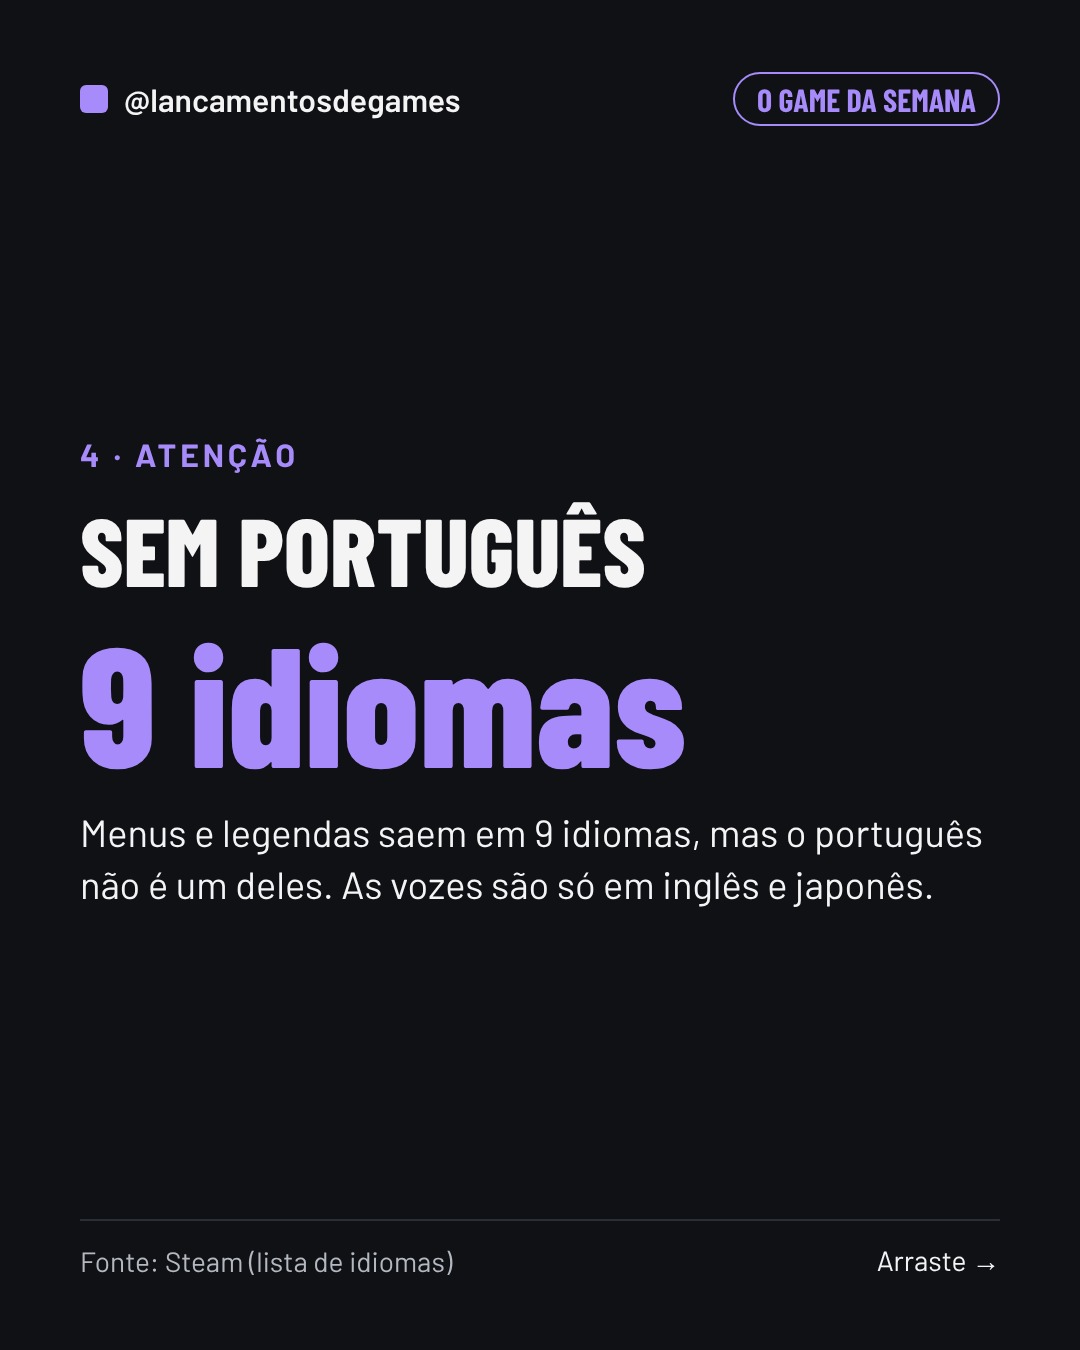 @lancamentosdegames
O GAME DA SEMANA
4 · ATENÇÃO
SEM PORTUGUÊS
9 idiomas
Menus e legendas saem em 9 idiomas, mas o português
não é um deles. As vozes são só em inglês e japonês.
Fonte: Steam (lista de idiomas)
Arraste →